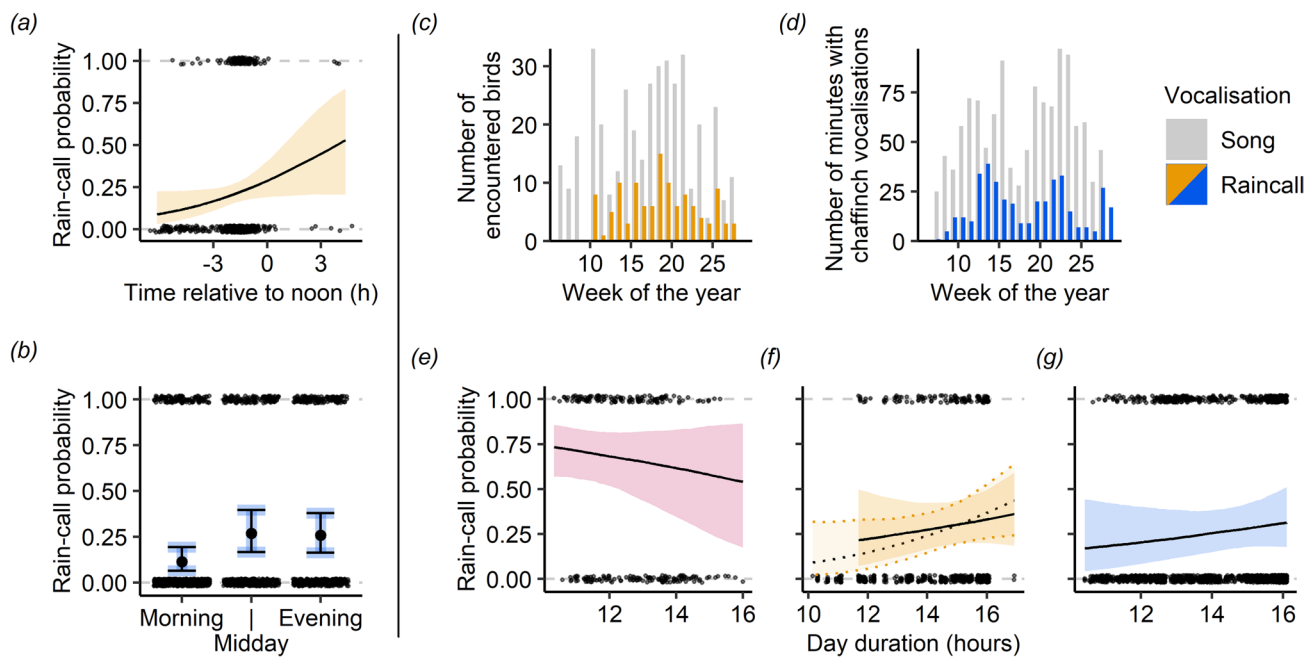 (a)
Rain-call probability
1.00
0.75
0.50
0.25
0.00
-3 0 3
Time relative to noon (h)
(b)
Rain-call probability
1.00
0.75
0.50
0.25
0.00
Morning | Evening
Midday
(c)
Number of
encountered birds
30
20
10
0
10 15 20 25
Week of the year
(d)
Number of minutes with
chaffinch vocalisations
75
50
25
0
10 15 20 25
Week of the year
Vocalisation
Song
Raincall
(e)
Rain-call probability
1.00
0.75
0.50
0.25
0.00
12 14 16
(f)
10 12 14 16
Day duration (hours)
(g)
12 14 16